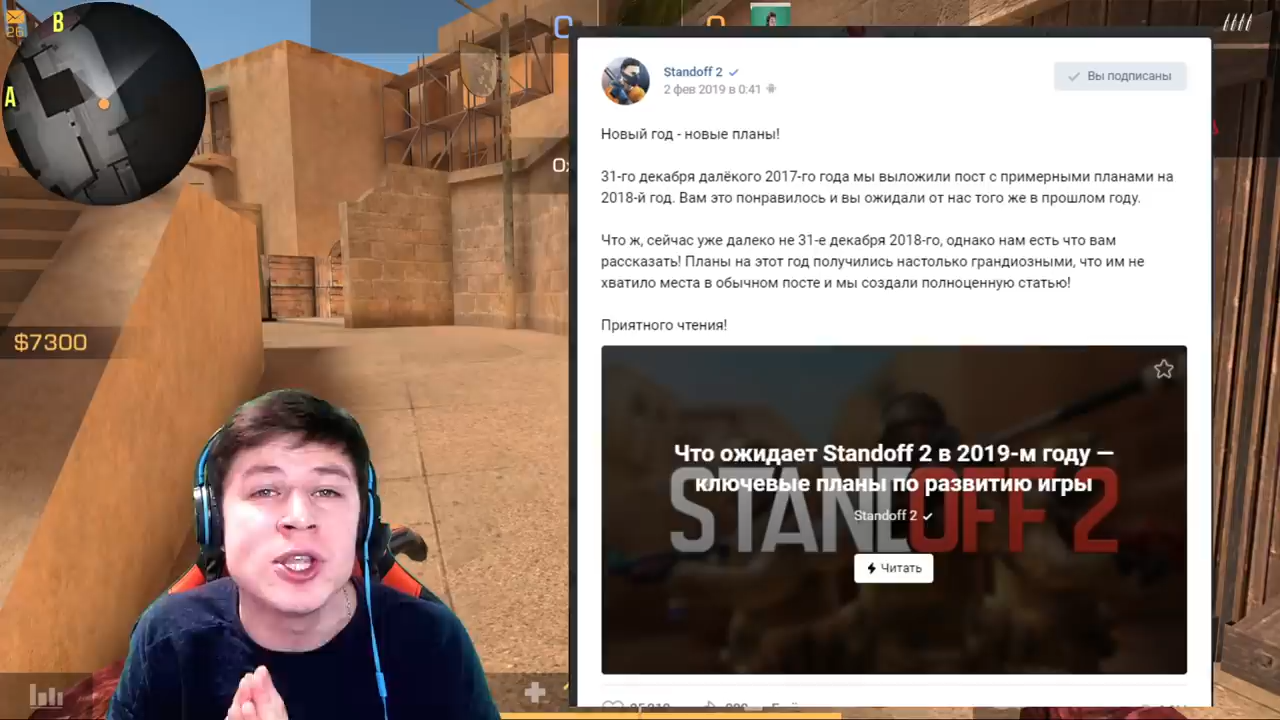 26
B
A
$7300
Standoff 2
2 фев 2019 в 0:41
Вы подписаны
Новый год - новые планы!
31-го декабря далёкого 2017-го года мы выложили пост с примерными планами на
2018-й год. Вам это понравилось и вы ожидали от нас того же в прошлом году.
Что ж, сейчас уже далеко не 31-е декабря 2018-го, однако нам есть что вам
рассказать! Планы на этот год получились настолько грандиозными, что им не
хватило места в обычном посте и мы создали полноценную статью!
Приятного чтения!
Что ожидает Standoff 2 в 2019-м году —
ключевые планы по развитию игры
STANDOFF 2
Standoff 2
Читать